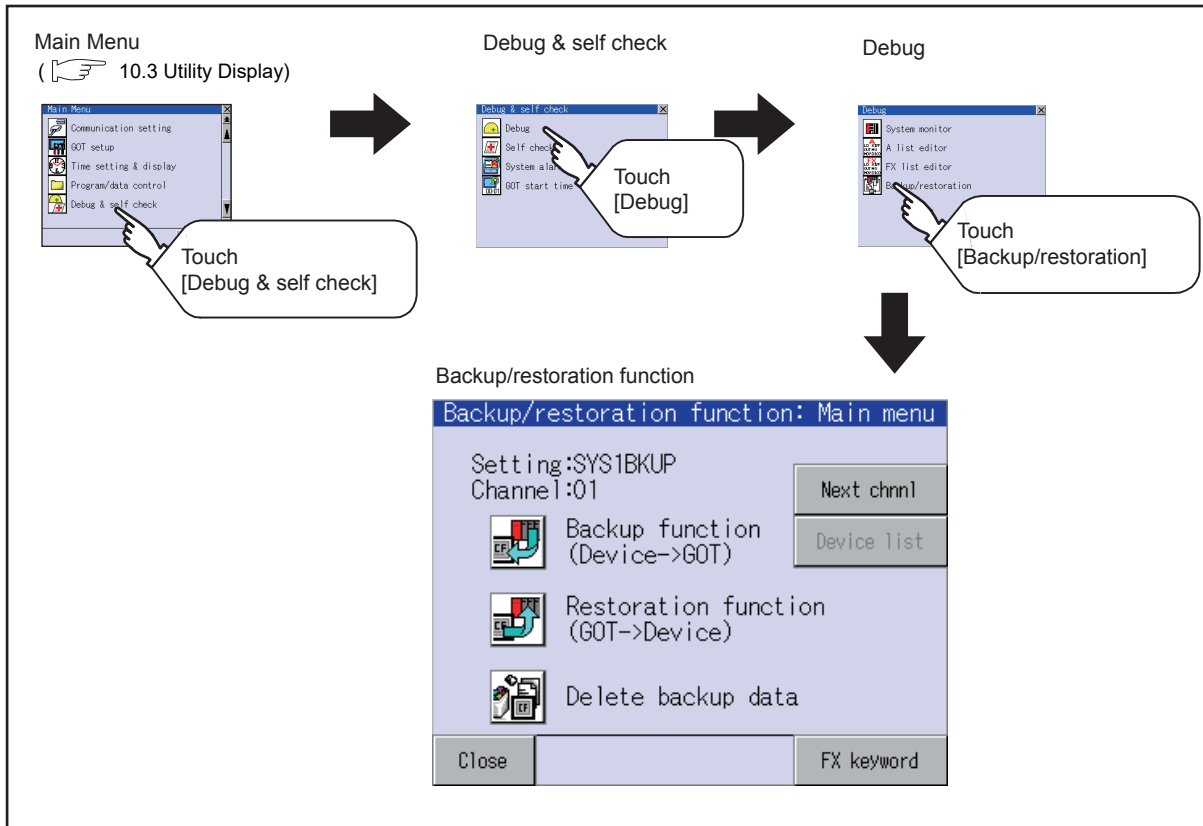 Main Menu
( 10.3 Utility Display)
Main Menu
Communication setting
GOT setup
Time setting & display
Program/data control
Debug & self check
Touch
[Debug & self check]
Debug & self check
Debug & self check
Debug
Self check
System alar
GOT start time
Touch
[Debug]
Debug
Debug
System monitor
A list editor
FX list editor
Backup/restoration
Touch
[Backup/restoration]
Backup/restoration function
Backup/restoration function: Main menu
Setting:SYS1BKUP
Channel:01
Next chnnl
Backup function
(Device->GOT)
Device list
Restoration function
(GOT->Device)
Delete backup data
Close
FX keyword